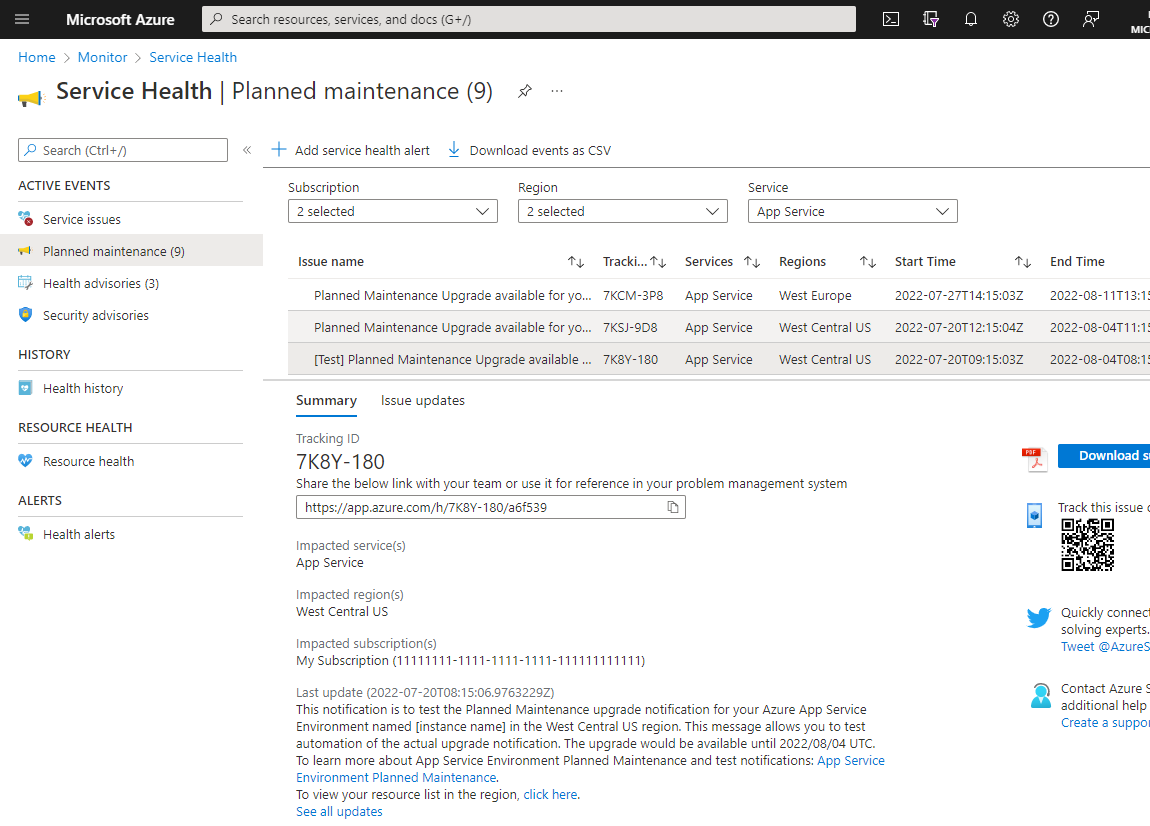 Microsoft Azure
Search resources, services, and docs (G+/)
MIC
Home > Monitor > Service Health
Service Health | Planned maintenance (9)
...
Search (Ctrl+/)
«
ACTIVE EVENTS
Service issues
Planned maintenance (9)
Health advisories (3)
Security advisories
HISTORY
Health history
RESOURCE HEALTH
Resource health
ALERTS
Health alerts
Add service health alert Download events as CSV
Subscription Region Service
2 selected 2 selected App Service
Issue name Tracki... Services Regions Start Time End Time
Planned Maintenance Upgrade available for yo... 7KCM-3P8 App Service West Europe 2022-07-27T14:15:03Z 2022-08-11T13:15
Planned Maintenance Upgrade available for yo... 7KSJ-9D8 App Service West Central US 2022-07-20T12:15:04Z 2022-08-04T11:15
[Test] Planned Maintenance Upgrade available ... 7K8Y-180 App Service West Central US 2022-07-20T09:15:03Z 2022-08-04T08:15
Summary Issue updates
Tracking ID
7K8Y-180
Share the below link with your team or use it for reference in your problem management system
https://app.azure.com/h/7K8Y-180/a6f539
Impacted service(s)
App Service
Impacted region(s)
West Central US
Impacted subscription(s)
My Subscription (11111111-1111-1111-1111-111111111111)
Last update (2022-07-20T08:15:06.9763229Z)
This notification is to test the Planned Maintenance upgrade notification for your Azure App Service
Environment named [instance name] in the West Central US region. This message allows you to test
automation of the actual upgrade notification. The upgrade would be available until 2022/08/04 UTC.
To learn more about App Service Environment Planned Maintenance and test notifications: App Service
Environment Planned Maintenance.
To view your resource list in the region, click here.
See all updates
PDF
Download su
Track this issue o
Quickly connect
solving experts.
Tweet @AzureS
Contact Azure S
additional help
Create a suppor